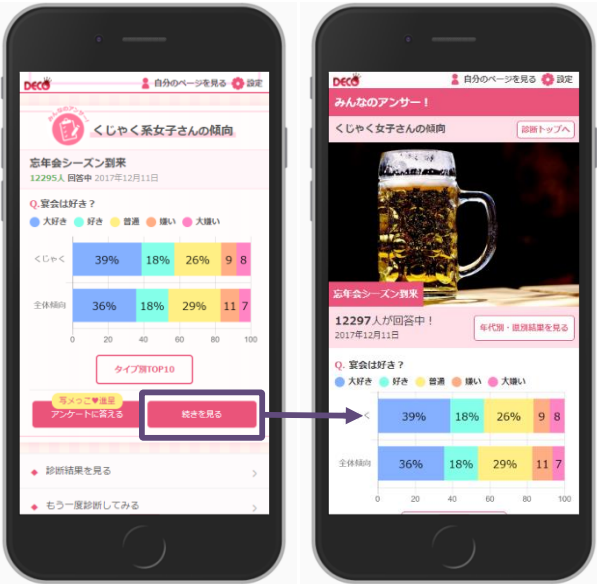 DECO
自分のページを見る 設定
みんなのアンサー
くじゃく系女子さんの傾向
忘年会シーズン到来
12295人 回答中 2017年12月11日
Q.宴会は好き？
大好き 好き 普通 嫌い 大嫌い
くじゃく 39% 18% 26% 9 8
全体傾向 36% 18% 29% 11 7
0 20 40 60 80 100
タイプ別TOP10
写メっこ♥進呈
アンケートに答える
続きを見る
診断結果を見る
もう一度診断してみる
DECO
自分のページを見る 設定
みんなのアンサー！
くじゃく女子さんの傾向 診断トップへ
忘年会シーズン到来
12297人が回答中！
2017年12月11日
年代別・血別結果を見る
Q. 宴会は好き？
大好き 好き 普通 嫌い 大嫌い
く 39% 18% 26% 9 8
全体傾向 36% 18% 29% 11 7
0 20 40 60 80 100